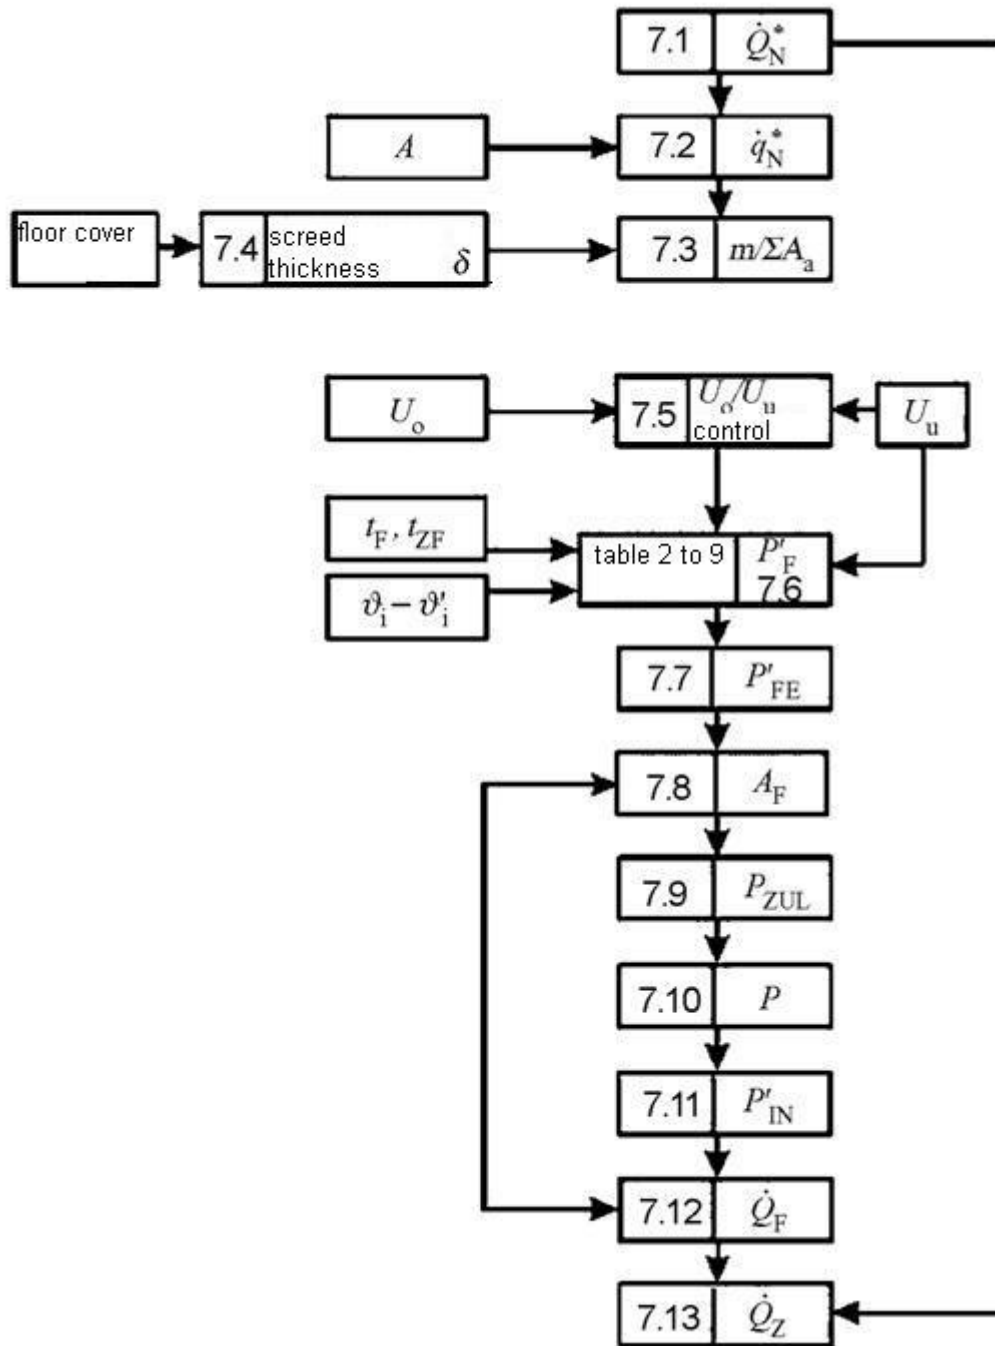 7.1 Q̇*N
A 7.2 q̇*N
floor cover 7.4 screed thickness δ 7.3 m/ΣAa
Uo 7.5 Uo/Uu control Uu
tF, tZF
table 2 to 9 P′F 7.6
ϑi − ϑ′i
7.7 P′FE
7.8 AF
7.9 PZUL
7.10 P
7.11 P′IN
7.12 Q̇F
7.13 Q̇Z